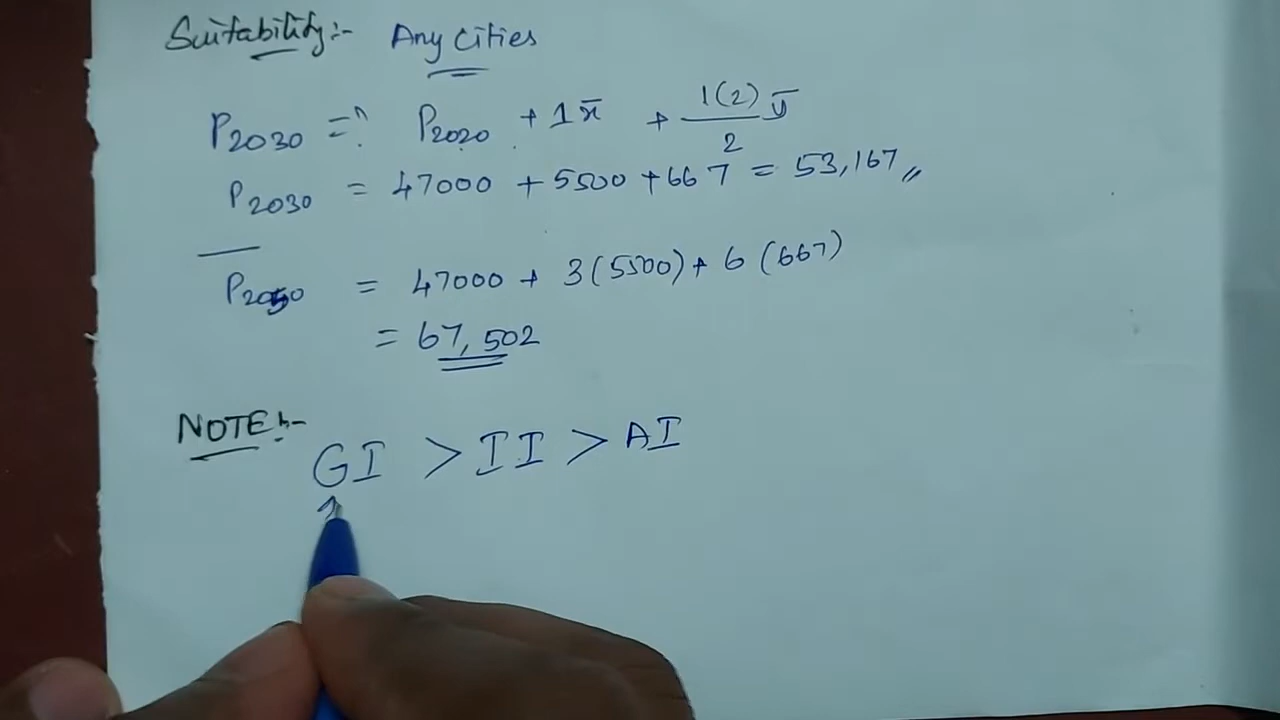 Suitability:- Any Cities
P2030 =? P2020 + 1x̄ + 1(2)/2 ȳ
P2030 = 47000 + 5500 + 667 = 53,167
P2050 = 47000 + 3(5500) + 6(667)
= 67,502
NOTE:-
GI > II > AI